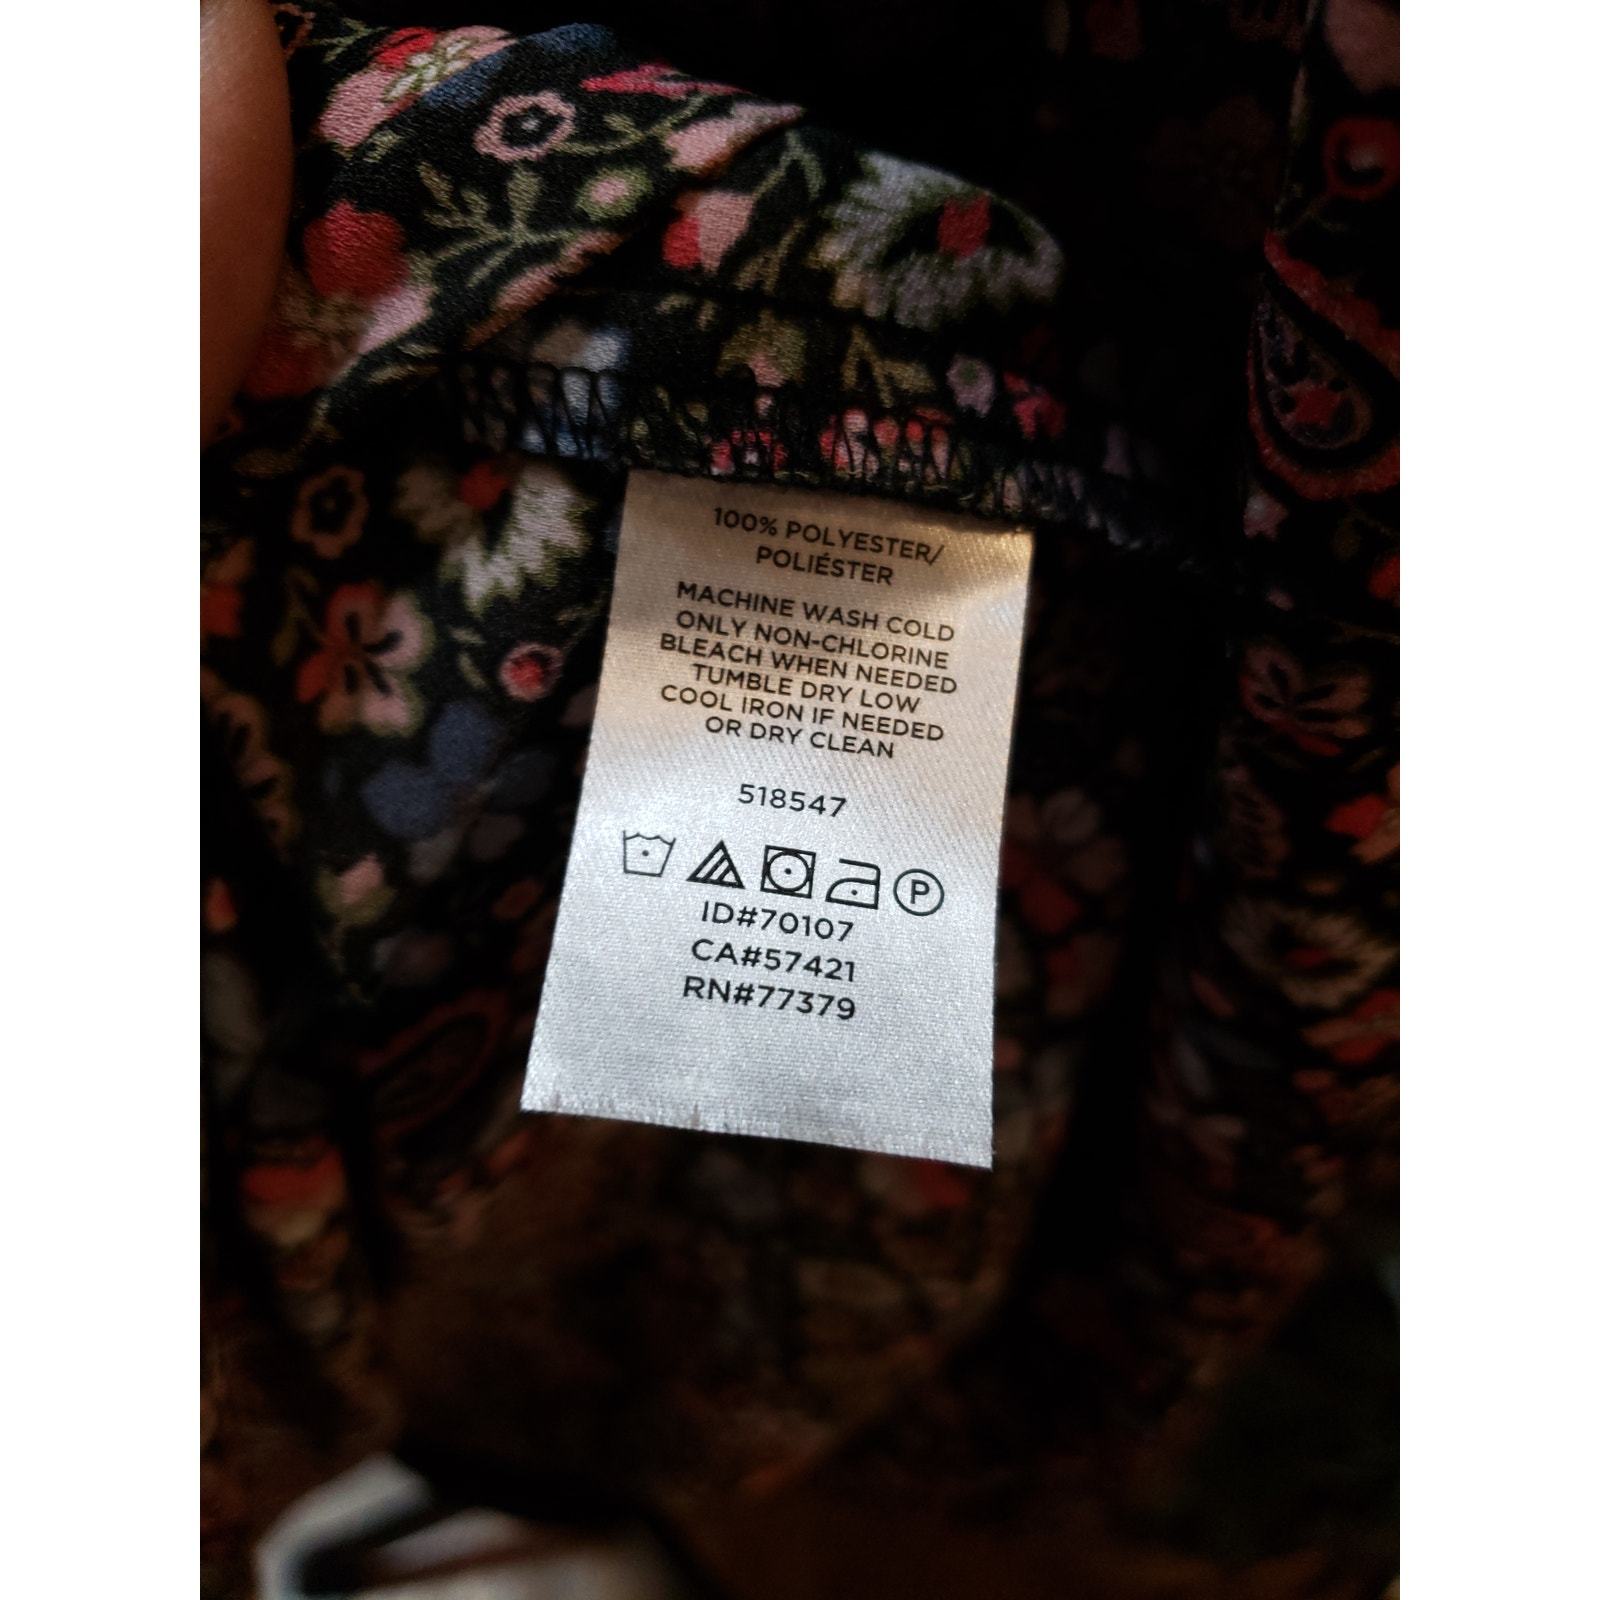 100% POLYESTER/
POLIÉSTER
MACHINE WASH COLD
ONLY NON-CHLORINE
BLEACH WHEN NEEDED
TUMBLE DRY LOW
COOL IRON IF NEEDED
OR DRY CLEAN
518547
P
ID#70107
CA#57421
RN#77379